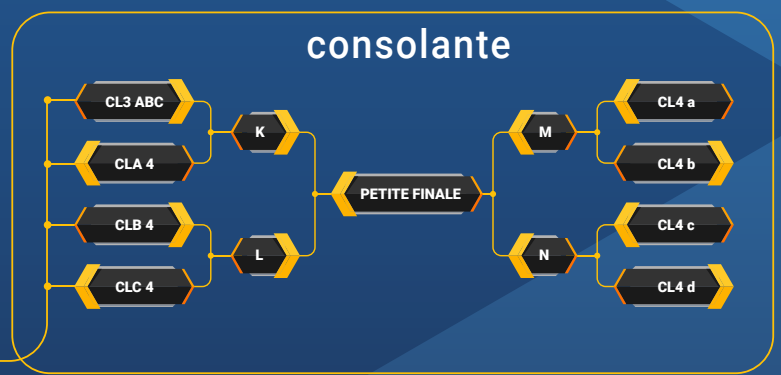 consolante
CL3 ABC
CLA 4
CLB 4
CLC 4
K
L
PETITE FINALE
M
N
CL4 a
CL4 b
CL4 c
CL4 d